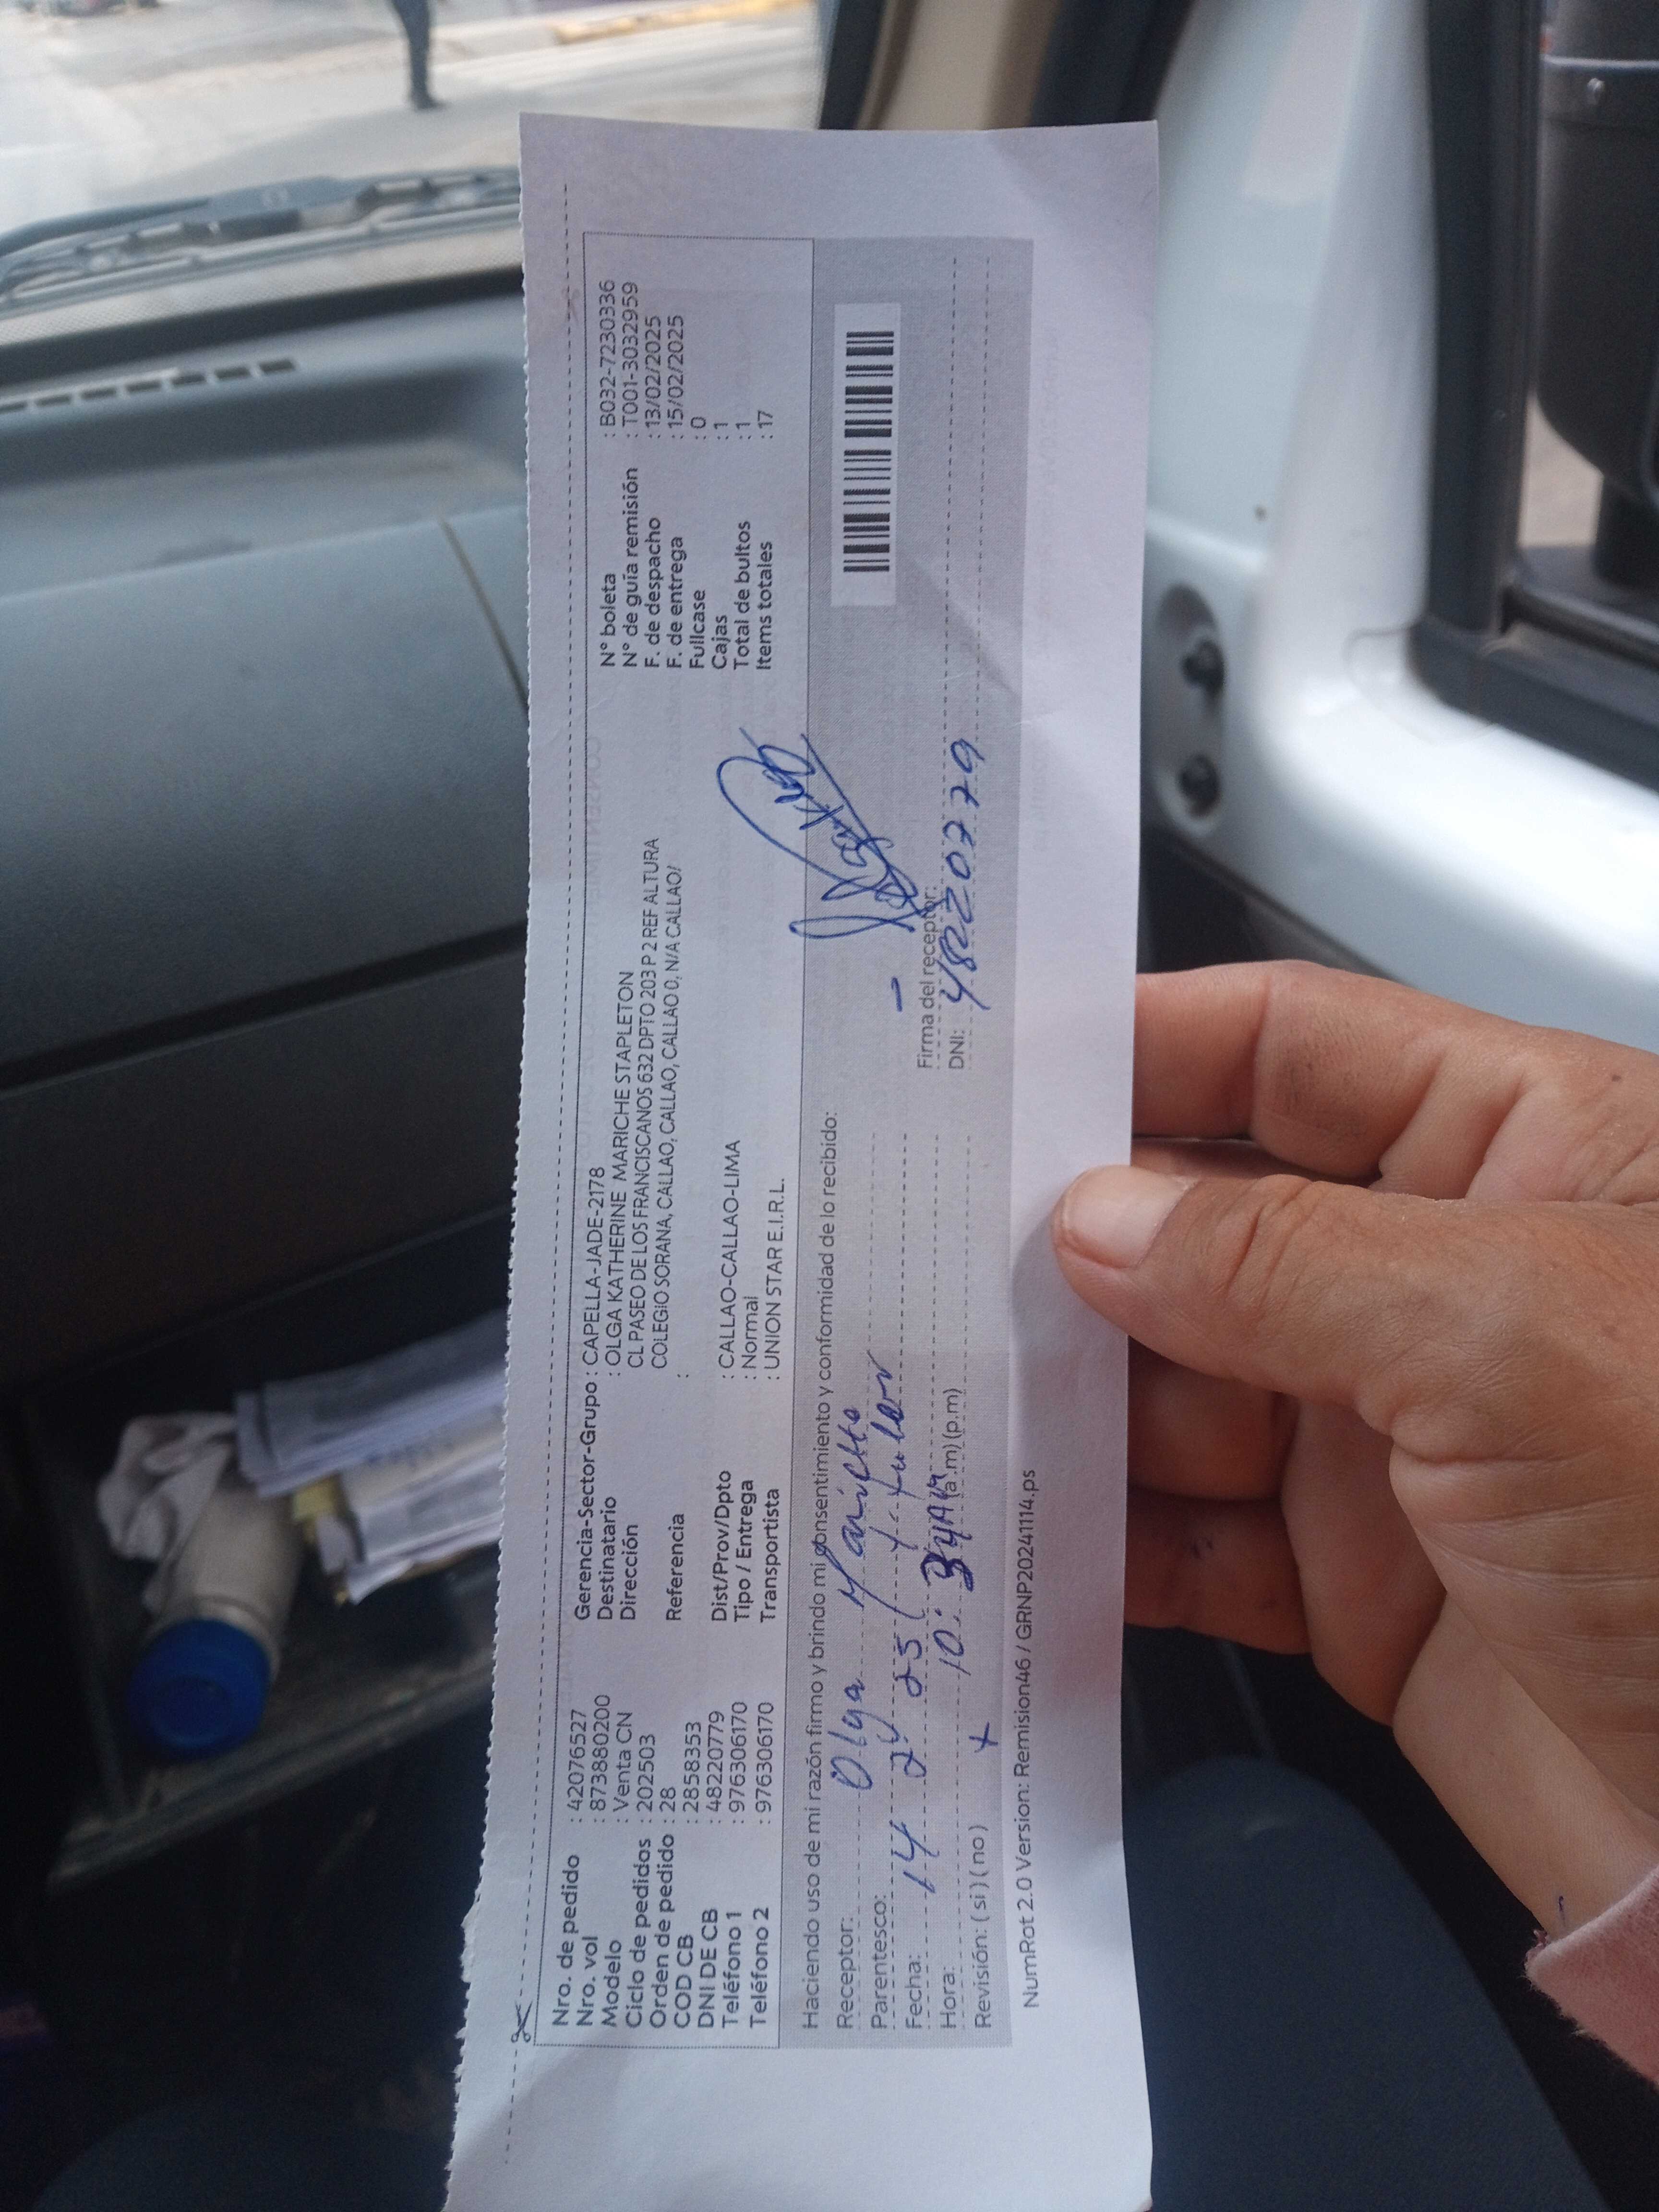 Nro. de pedido : 42076527
Nro. vol : 8738880200
Modelo : Venta CN
Ciclo de pedidos : 202503
Orden de pedido : 28
COD CB : 2858353
DNI DE CB : 48220779
Teléfono 1 : 976306170
Teléfono 2 : 976306170
Gerencia-Sector-Grupo : CAPELLA-JADE-2178
Destinatario : OLGA KATHERINE MARICHE STAPLETON
Dirección CL PASEO DE LOS FRANCISCANOS 632 DPTO 203 P 2 REF ALTURA
COLEGIO SORANA, CALLAO, CALLAO, CALLAO 0, N/A CALLAO/
Referencia :
Dist/Prov/Dpto : CALLAO-CALLAO-LIMA
Tipo / Entrega : Normal
Transportista : UNION STAR E.I.R.L.
N° boleta : B032-7230336
N° de guía remisión : T001-3032959
F. de despacho : 13/02/2025
F. de entrega : 15/02/2025
Fullcase : 0
Cajas : 1
Total de bultos : 1
Items totales : 17
Haciendo uso de mi razón firmo y brindo mi consentimiento y conformidad de lo recibido:
Receptor: Olga
Parentesco:
Fecha: 14 25
Hora: 10: (a.m) (p.m)
Revisión: ( si ) ( no ) x
Firma del receptor:
DNI: 48220779
NumRot 2.0 Version: Remision46 / GRNP20241114.ps